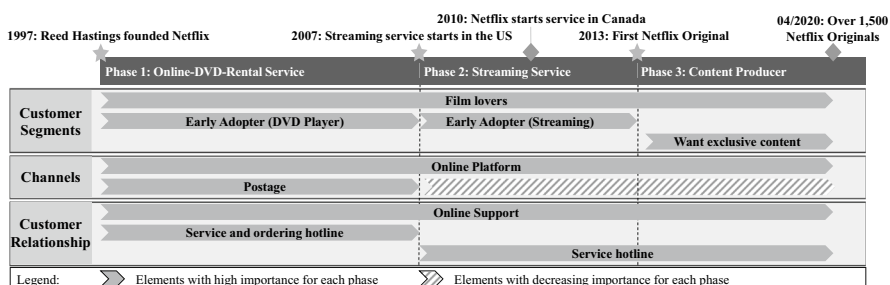 2010: Netflix starts service in Canada
04/2020: Over 1,500
1997: Reed Hastings founded Netflix
2007: Streaming service starts in the US
2013: First Netflix Original
Netflix Originals
Phase 1: Online-DVD-Rental Service
Phase 2: Streaming Service
Phase 3: Content Producer
Customer
Segments
Film lovers
Early Adopter (DVD Player)
Early Adopter (Streaming)
Want exclusive content
Channels
Online Platform
Postage
Customer
Relationship
Online Support
Service and ordering hotline
Service hotline
Legend:
Elements with high importance for each phase
Elements with decreasing importance for each phase